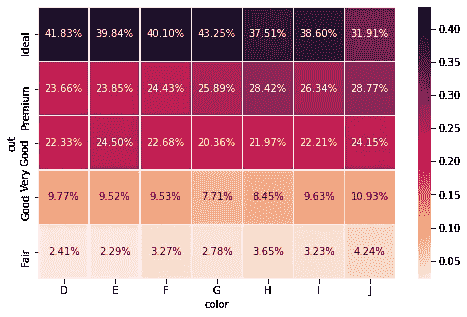 Ideal 41.83% 39.84% 40.10% 43.25% 37.51% 38.60% 31.91%
Premium 23.66% 23.85% 24.43% 25.89% 28.42% 26.34% 28.77%
Very Good 22.33% 24.50% 22.68% 20.36% 21.97% 22.21% 24.15%
Good 9.77% 9.52% 9.53% 7.71% 8.45% 9.63% 10.93%
Fair 2.41% 2.29% 3.27% 2.78% 3.65% 3.23% 4.24%
cut
D E F G H I J
color
0.40
0.35
0.30
0.25
0.20
0.15
0.10
0.05